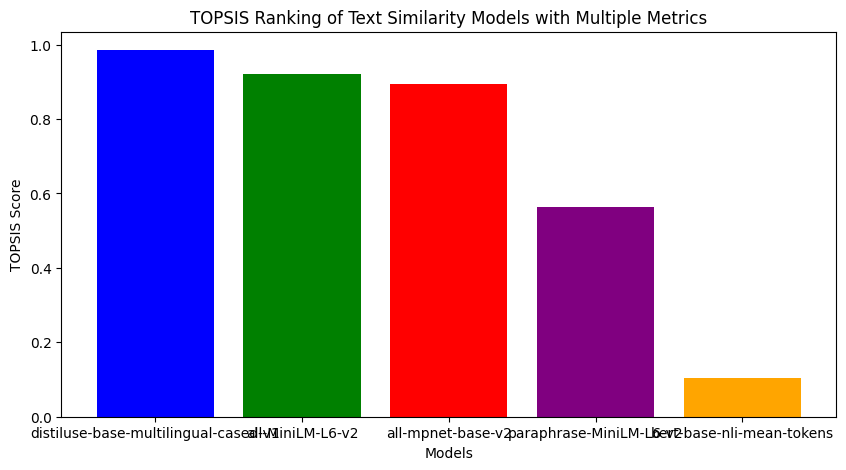 TOPSIS Ranking of Text Similarity Models with Multiple Metrics
TOPSIS Score
1.0
0.8
0.6
0.4
0.2
0.0
distiluse-base-multilingual-cased-v1
all-MiniLM-L6-v2
all-mpnet-base-v2
paraphrase-MiniLM-L6-v2
bert-base-nli-mean-tokens
Models